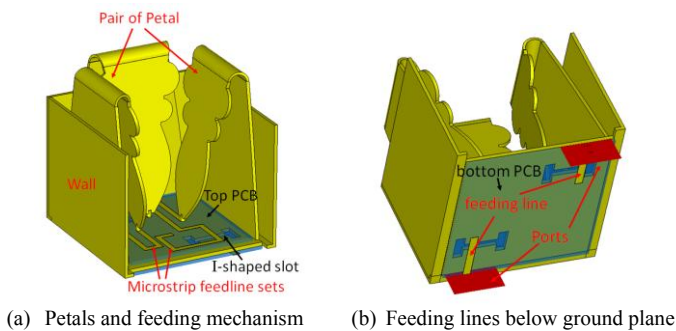 Pair of Petal
Wall
Top PCB
I-shaped slot
Microstrip feedline sets
bottom PCB
feeding line
Ports
(a) Petals and feeding mechanism
(b) Feeding lines below ground plane